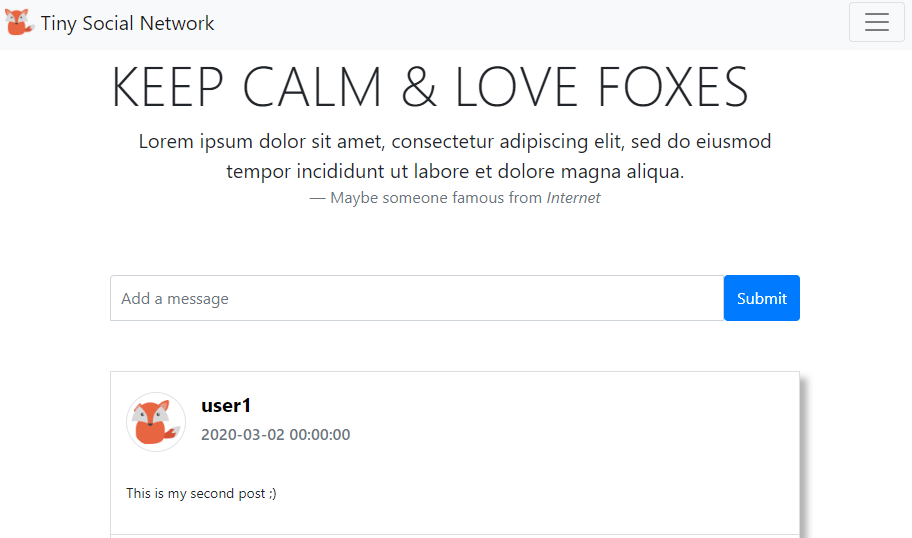 Tiny Social Network
KEEP CALM & LOVE FOXES
Lorem ipsum dolor sit amet, consectetur adipiscing elit, sed do eiusmod
tempor incididunt ut labore et dolore magna aliqua.
— Maybe someone famous from Internet
Add a message
Submit
user1
2020-03-02 00:00:00
This is my second post ;)